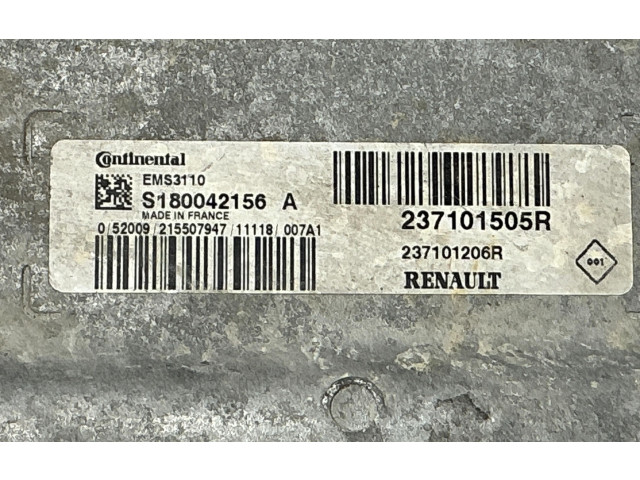 Continental
EMS3110
S180042156 A
MADE IN FRANCE
0/52009/215507947/11118/007A1
237101505R
237101206R
RENAULT
001